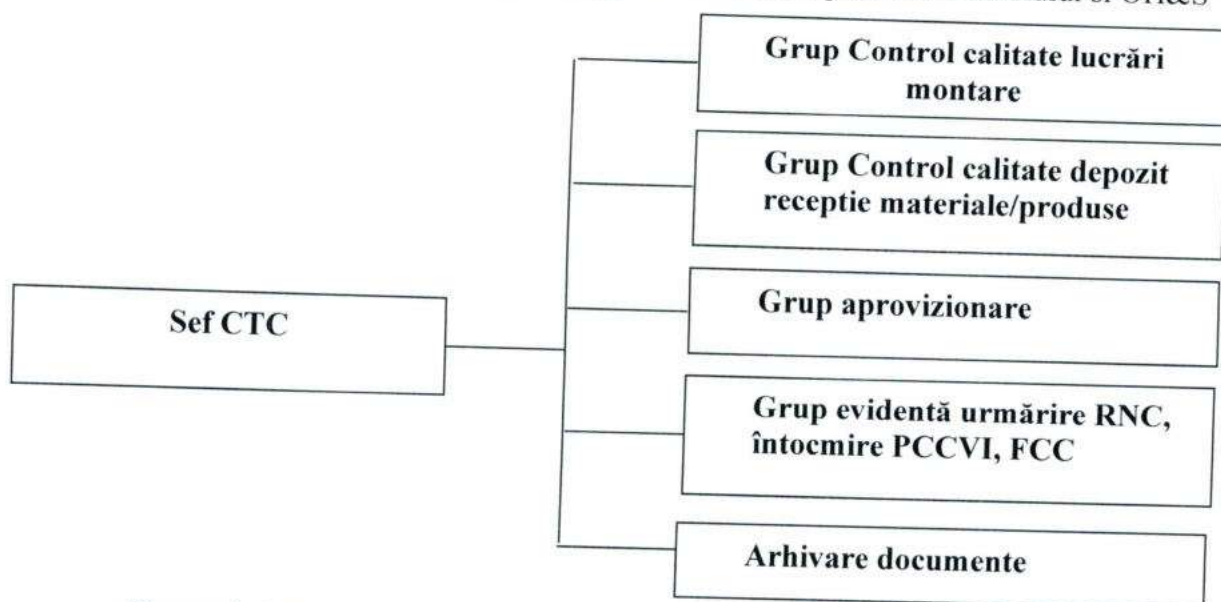 Grup Control calitate lucrări
montare
Grup Control calitate depozit
receptie materiale/produse
Grup aprovizionare
Sef CTC
Grup evidentă urmărire RNC,
întocmire PCCVI, FCC
Arhivare documente